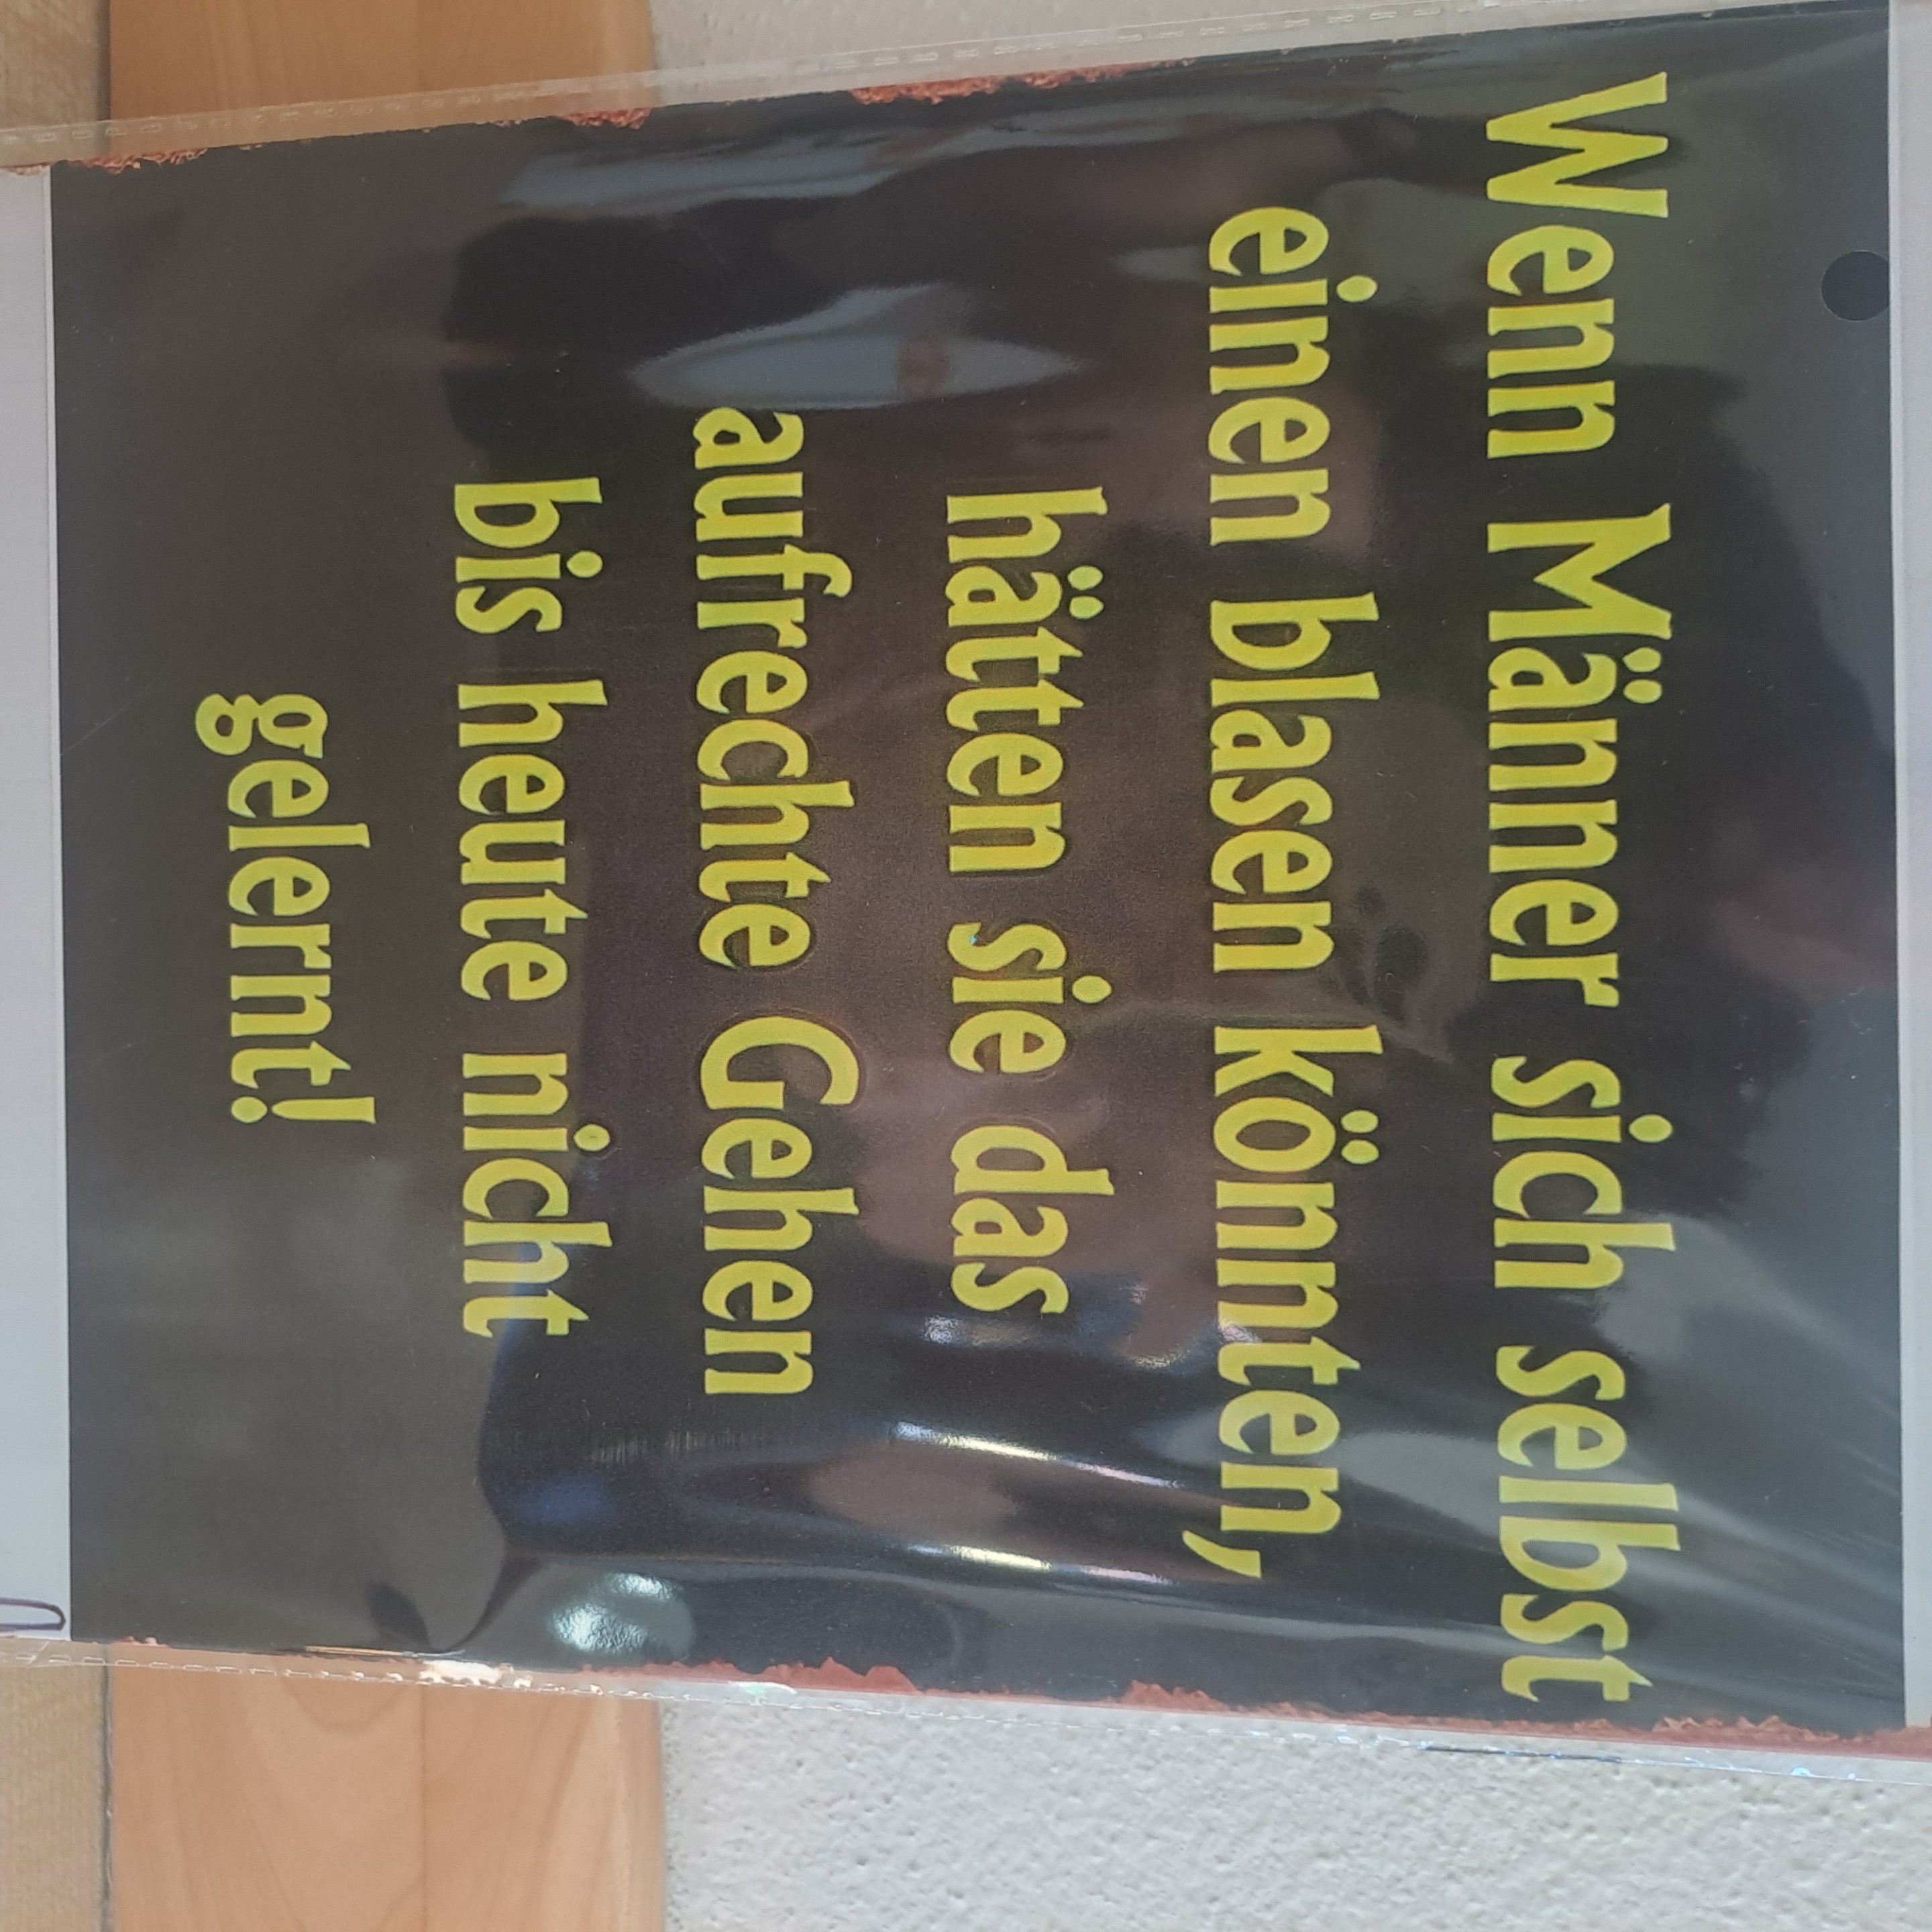 Wenn Männer sich selbst
einen blasen könnten,
hätten sie das
aufrechte Gehen
bis heute nicht
gelernt!